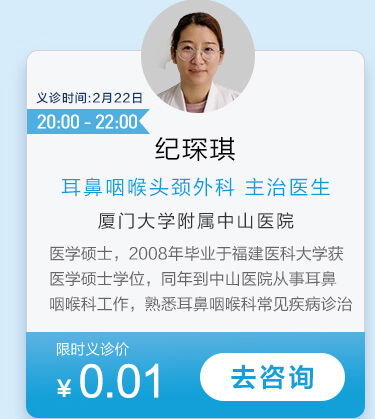 义诊时间:2月22日
20:00 - 22:00
纪琛琪
耳鼻咽喉头颈外科 主治医生
厦门大学附属中山医院
医学硕士，2008年毕业于福建医科大学获
医学硕士学位，同年到中山医院从事耳鼻
咽喉科工作，熟悉耳鼻咽喉科常见疾病诊治
限时义诊价
¥ 0.01
去咨询